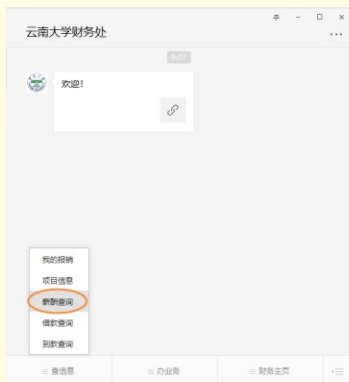 云南大学财务处
9:07
欢迎!
我的报销
项目信息
薪酬查询
借款查询
到款查询
查信息
办业务
财务主页